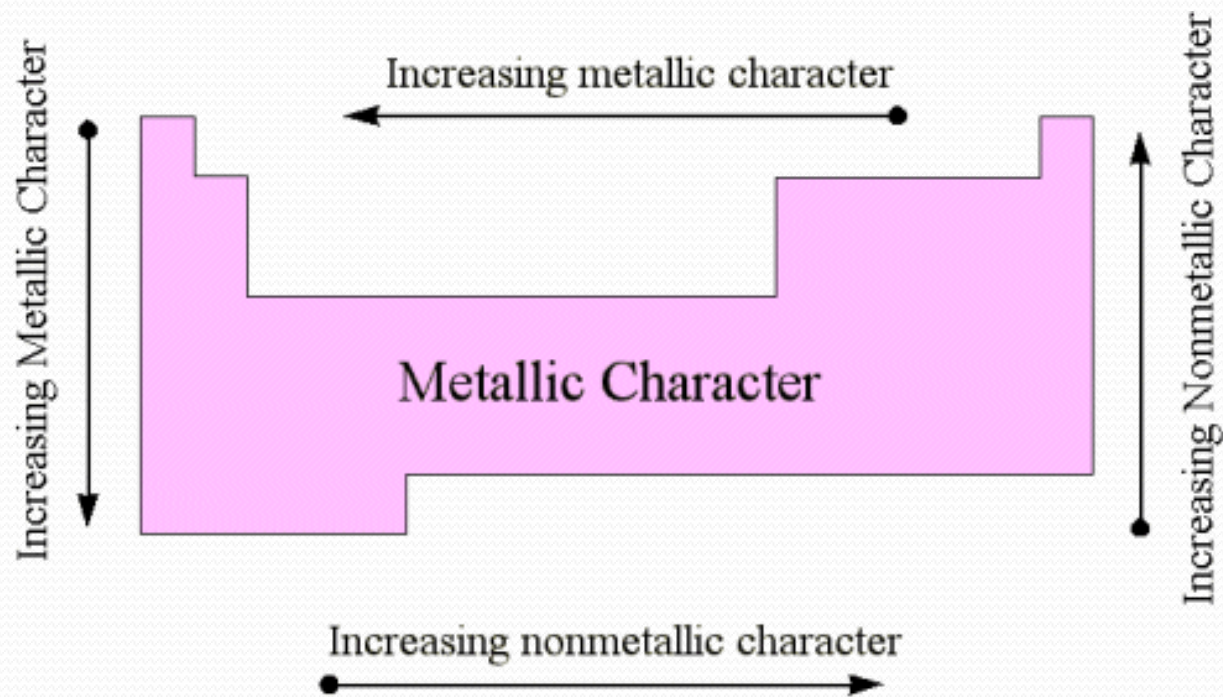 Increasing metallic character
Increasing Metallic Character
Metallic Character
Increasing Nonmetallic Character
Increasing nonmetallic character